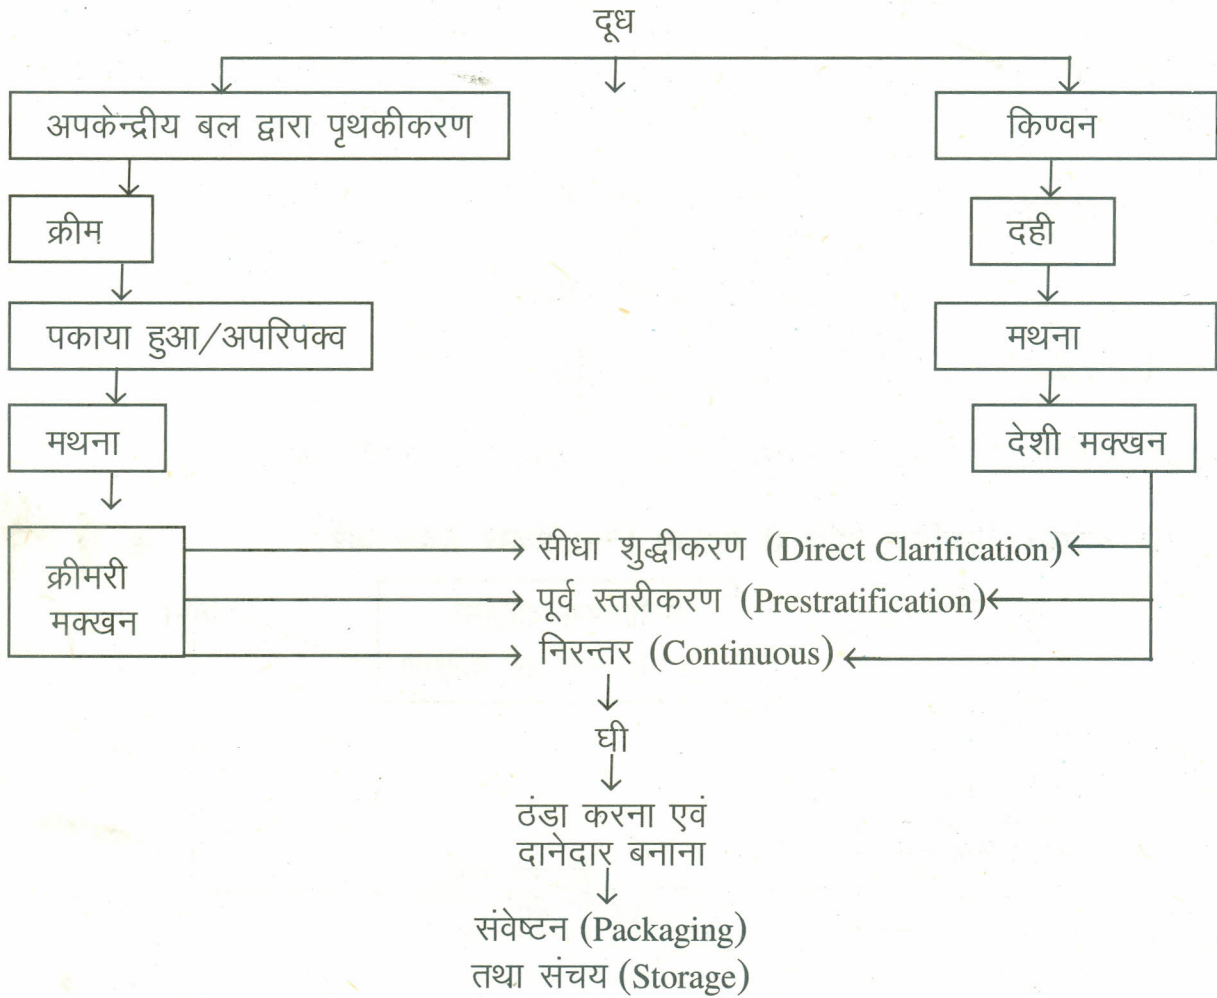 दूध
अपकेन्द्रीय बल द्वारा पृथकीकरण
किण्वन
क्रीम
दही
पकाया हुआ/अपरिपक्व
मथना
मथना
देशी मक्खन
क्रीमरी
मक्खन
सीधा शुद्धीकरण (Direct Clarification)
पूर्व स्तरीकरण (Prestratification)
निरन्तर (Continuous)
घी
ठंडा करना एवं
दानेदार बनाना
संवेष्टन (Packaging)
तथा संचय (Storage)